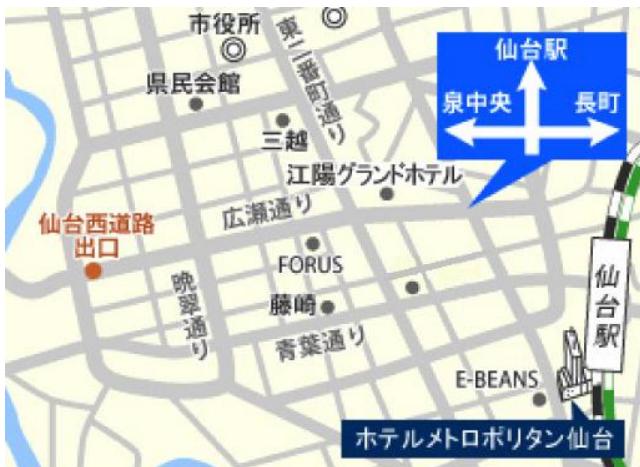 市役所
東二番町通り
仙台駅
泉中央
長町
県民会館
三越
江陽グランドホテル
広瀬通り
仙台西道路
出口
FORUS
晩翠通り
藤崎
青葉通り
仙台駅
E-BEANS
ホテルメトロポリタン仙台